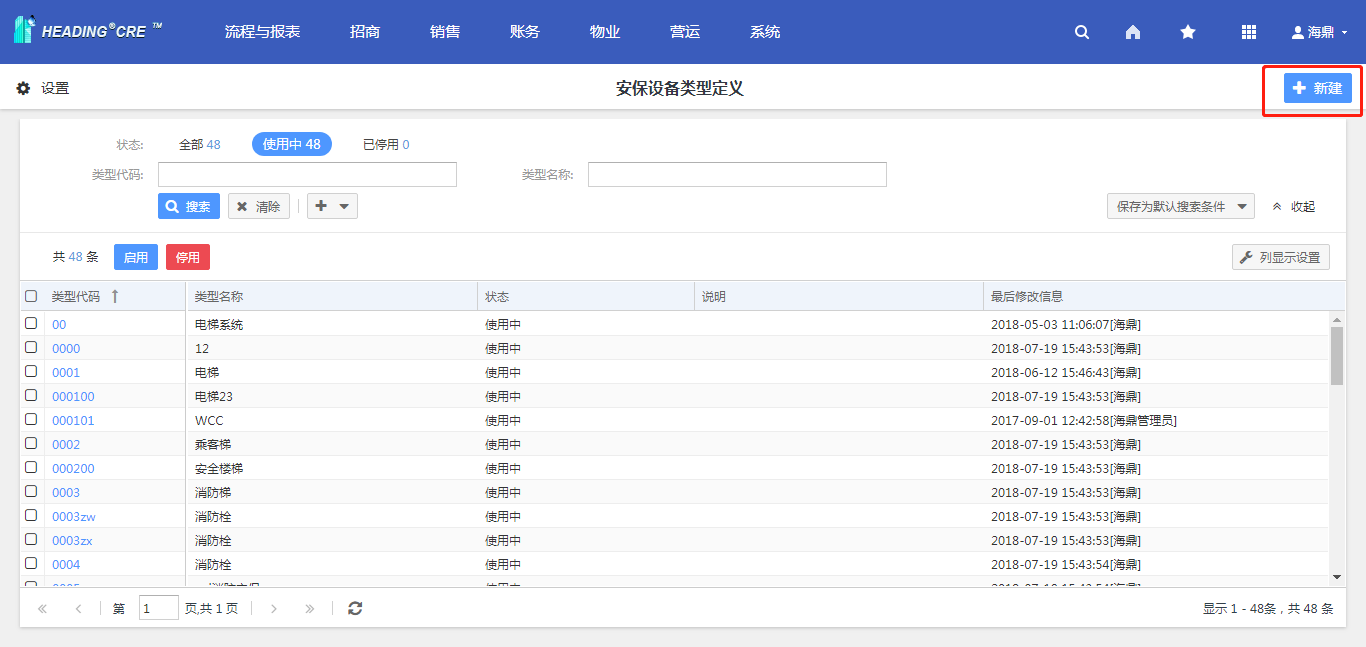 HEADING®CRE ™ 流程与报表 招商 销售 账务 物业 营运 系统 海鼎
设置 安保设备类型定义 新建
状态: 全部 48 使用中 48 已停用 0
类型代码: 类型名称:
搜索 清除 保存为默认搜索条件 收起
共 48 条 启用 停用 列显示设置
类型代码 类型名称 状态 说明 最后修改信息
00 电梯系统 使用中 2018-05-03 11:06:07[海鼎]
0000 12 使用中 2018-07-19 15:43:53[海鼎]
0001 电梯 使用中 2018-06-12 15:46:43[海鼎]
000100 电梯23 使用中 2018-07-19 15:43:53[海鼎]
000101 WCC 使用中 2017-09-01 12:42:58[海鼎管理员]
0002 乘客梯 使用中 2018-07-19 15:43:53[海鼎]
000200 安全楼梯 使用中 2018-07-19 15:43:53[海鼎]
0003 消防梯 使用中 2018-07-19 15:43:53[海鼎]
0003zw 消防栓 使用中 2018-07-19 15:43:53[海鼎]
0003zx 消防栓 使用中 2018-07-19 15:43:53[海鼎]
0004 消防栓 使用中 2018-07-19 15:43:54[海鼎]
第 1 页,共 1 页 显示 1 - 48条，共 48 条